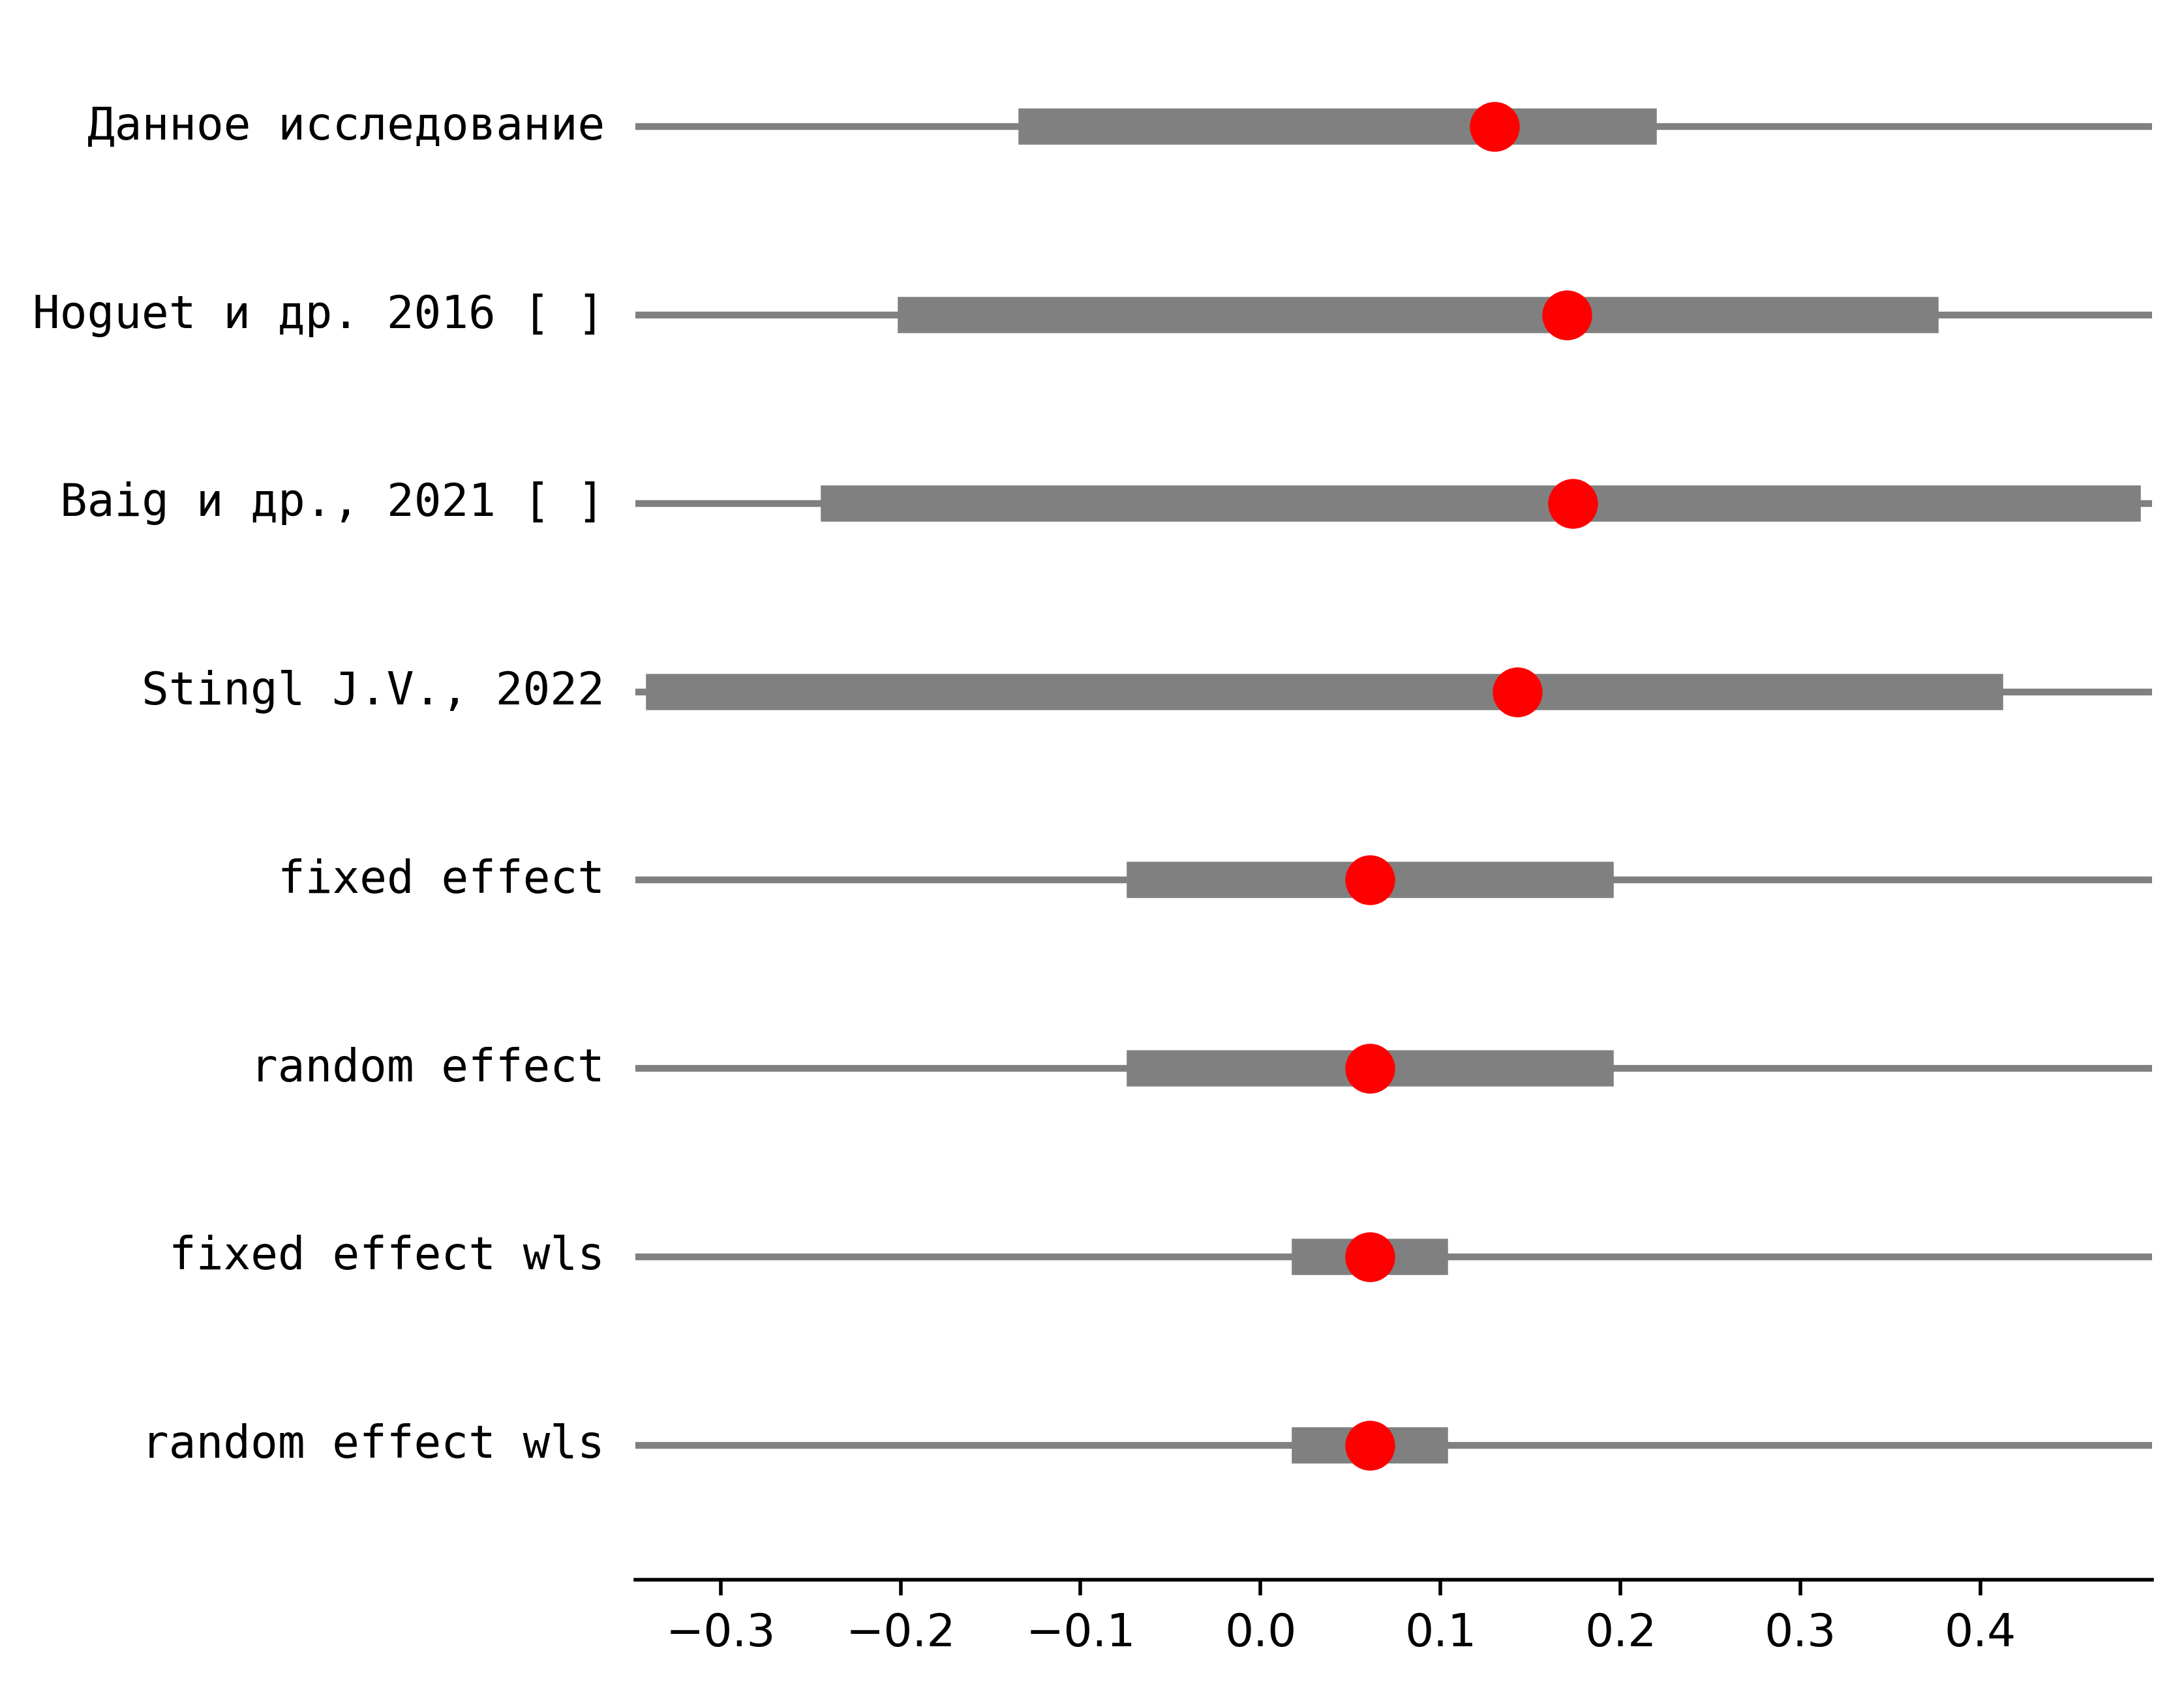 Данное исследование
Hoguet и др. 2016 [ ]
Baig и др., 2021 [ ]
Stingl J.V., 2022
fixed effect
random effect
fixed effect wls
random effect wls
−0.3 −0.2 −0.1 0.0 0.1 0.2 0.3 0.4